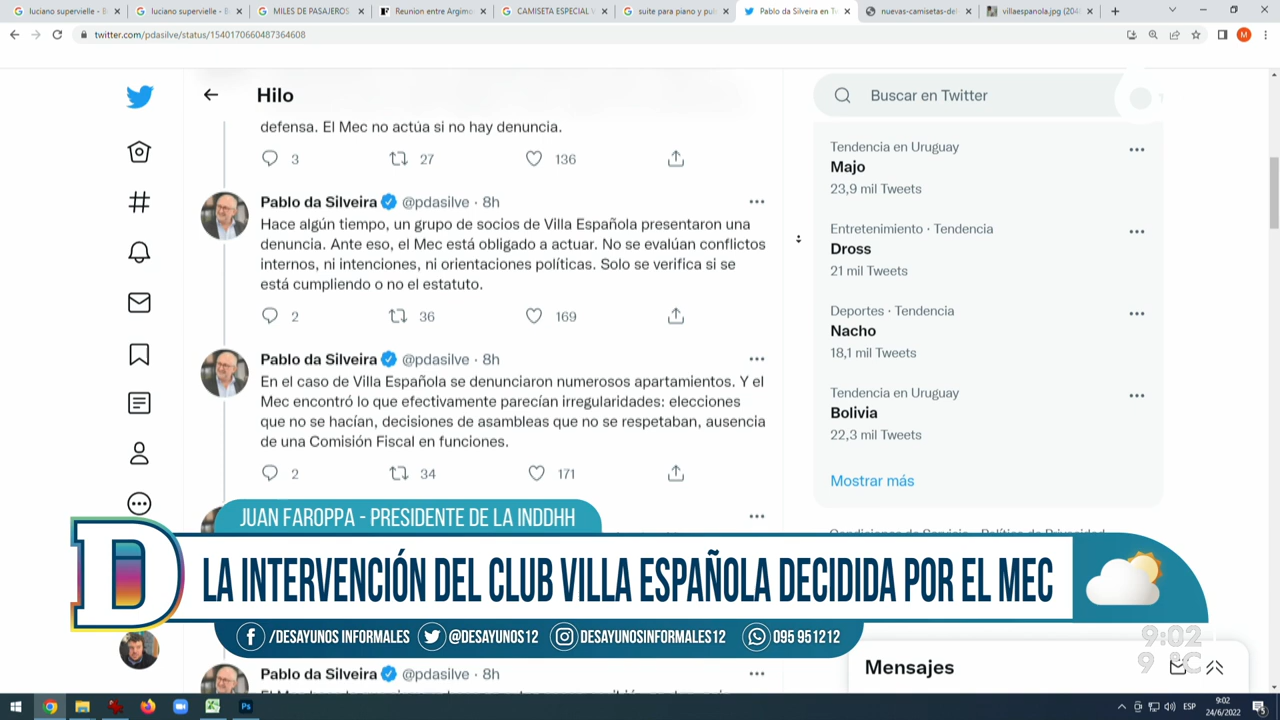 luciano supervielle - B
luciano supervielle - B
MILES DE PASAJEROS
Reunion entre Argimo
CAMISETA ESPECIAL V
suite para piano y pul
Pablo da Silveira en T
nuevas-camisetas-del-
villaespanola.jpg (204
twitter.com/pdasilve/status/1540170660487364608
M
Hilo
Buscar en Twitter
defensa. El Mec no actúa si no hay denuncia.
3 27 136
Pablo da Silveira @pdasilve · 8h
Hace algún tiempo, un grupo de socios de Villa Española presentaron una
denuncia. Ante eso, el Mec está obligado a actuar. No se evalúan conflictos
internos, ni intenciones, ni orientaciones políticas. Solo se verifica si se
está cumpliendo o no el estatuto.
2 36 169
Pablo da Silveira @pdasilve · 8h
En el caso de Villa Española se denunciaron numerosos apartamientos. Y el
Mec encontró lo que efectivamente parecían irregularidades: elecciones
que no se hacían, decisiones de asambleas que no se respetaban, ausencia
de una Comisión Fiscal en funciones.
2 34 171
Tendencia en Uruguay
Majo
23,9 mil Tweets
Entretenimiento · Tendencia
Dross
21 mil Tweets
Deportes · Tendencia
Nacho
18,1 mil Tweets
Tendencia en Uruguay
Bolivia
22,3 mil Tweets
Mostrar más
Condiciones de Servicio Política de Privacidad
JUAN FAROPPA - PRESIDENTE DE LA INDDHH
D
LA INTERVENCIÓN DEL CLUB VILLA ESPAÑOLA DECIDIDA POR EL MEC
/DESAYUNOS INFORMALES @DESAYUNOS12 DESAYUNOSINFORMALES12 095 951212
9:02
9 °C
Pablo da Silveira @pdasilve · 8h
Mensajes
ESP
9:02
24/6/2022
5